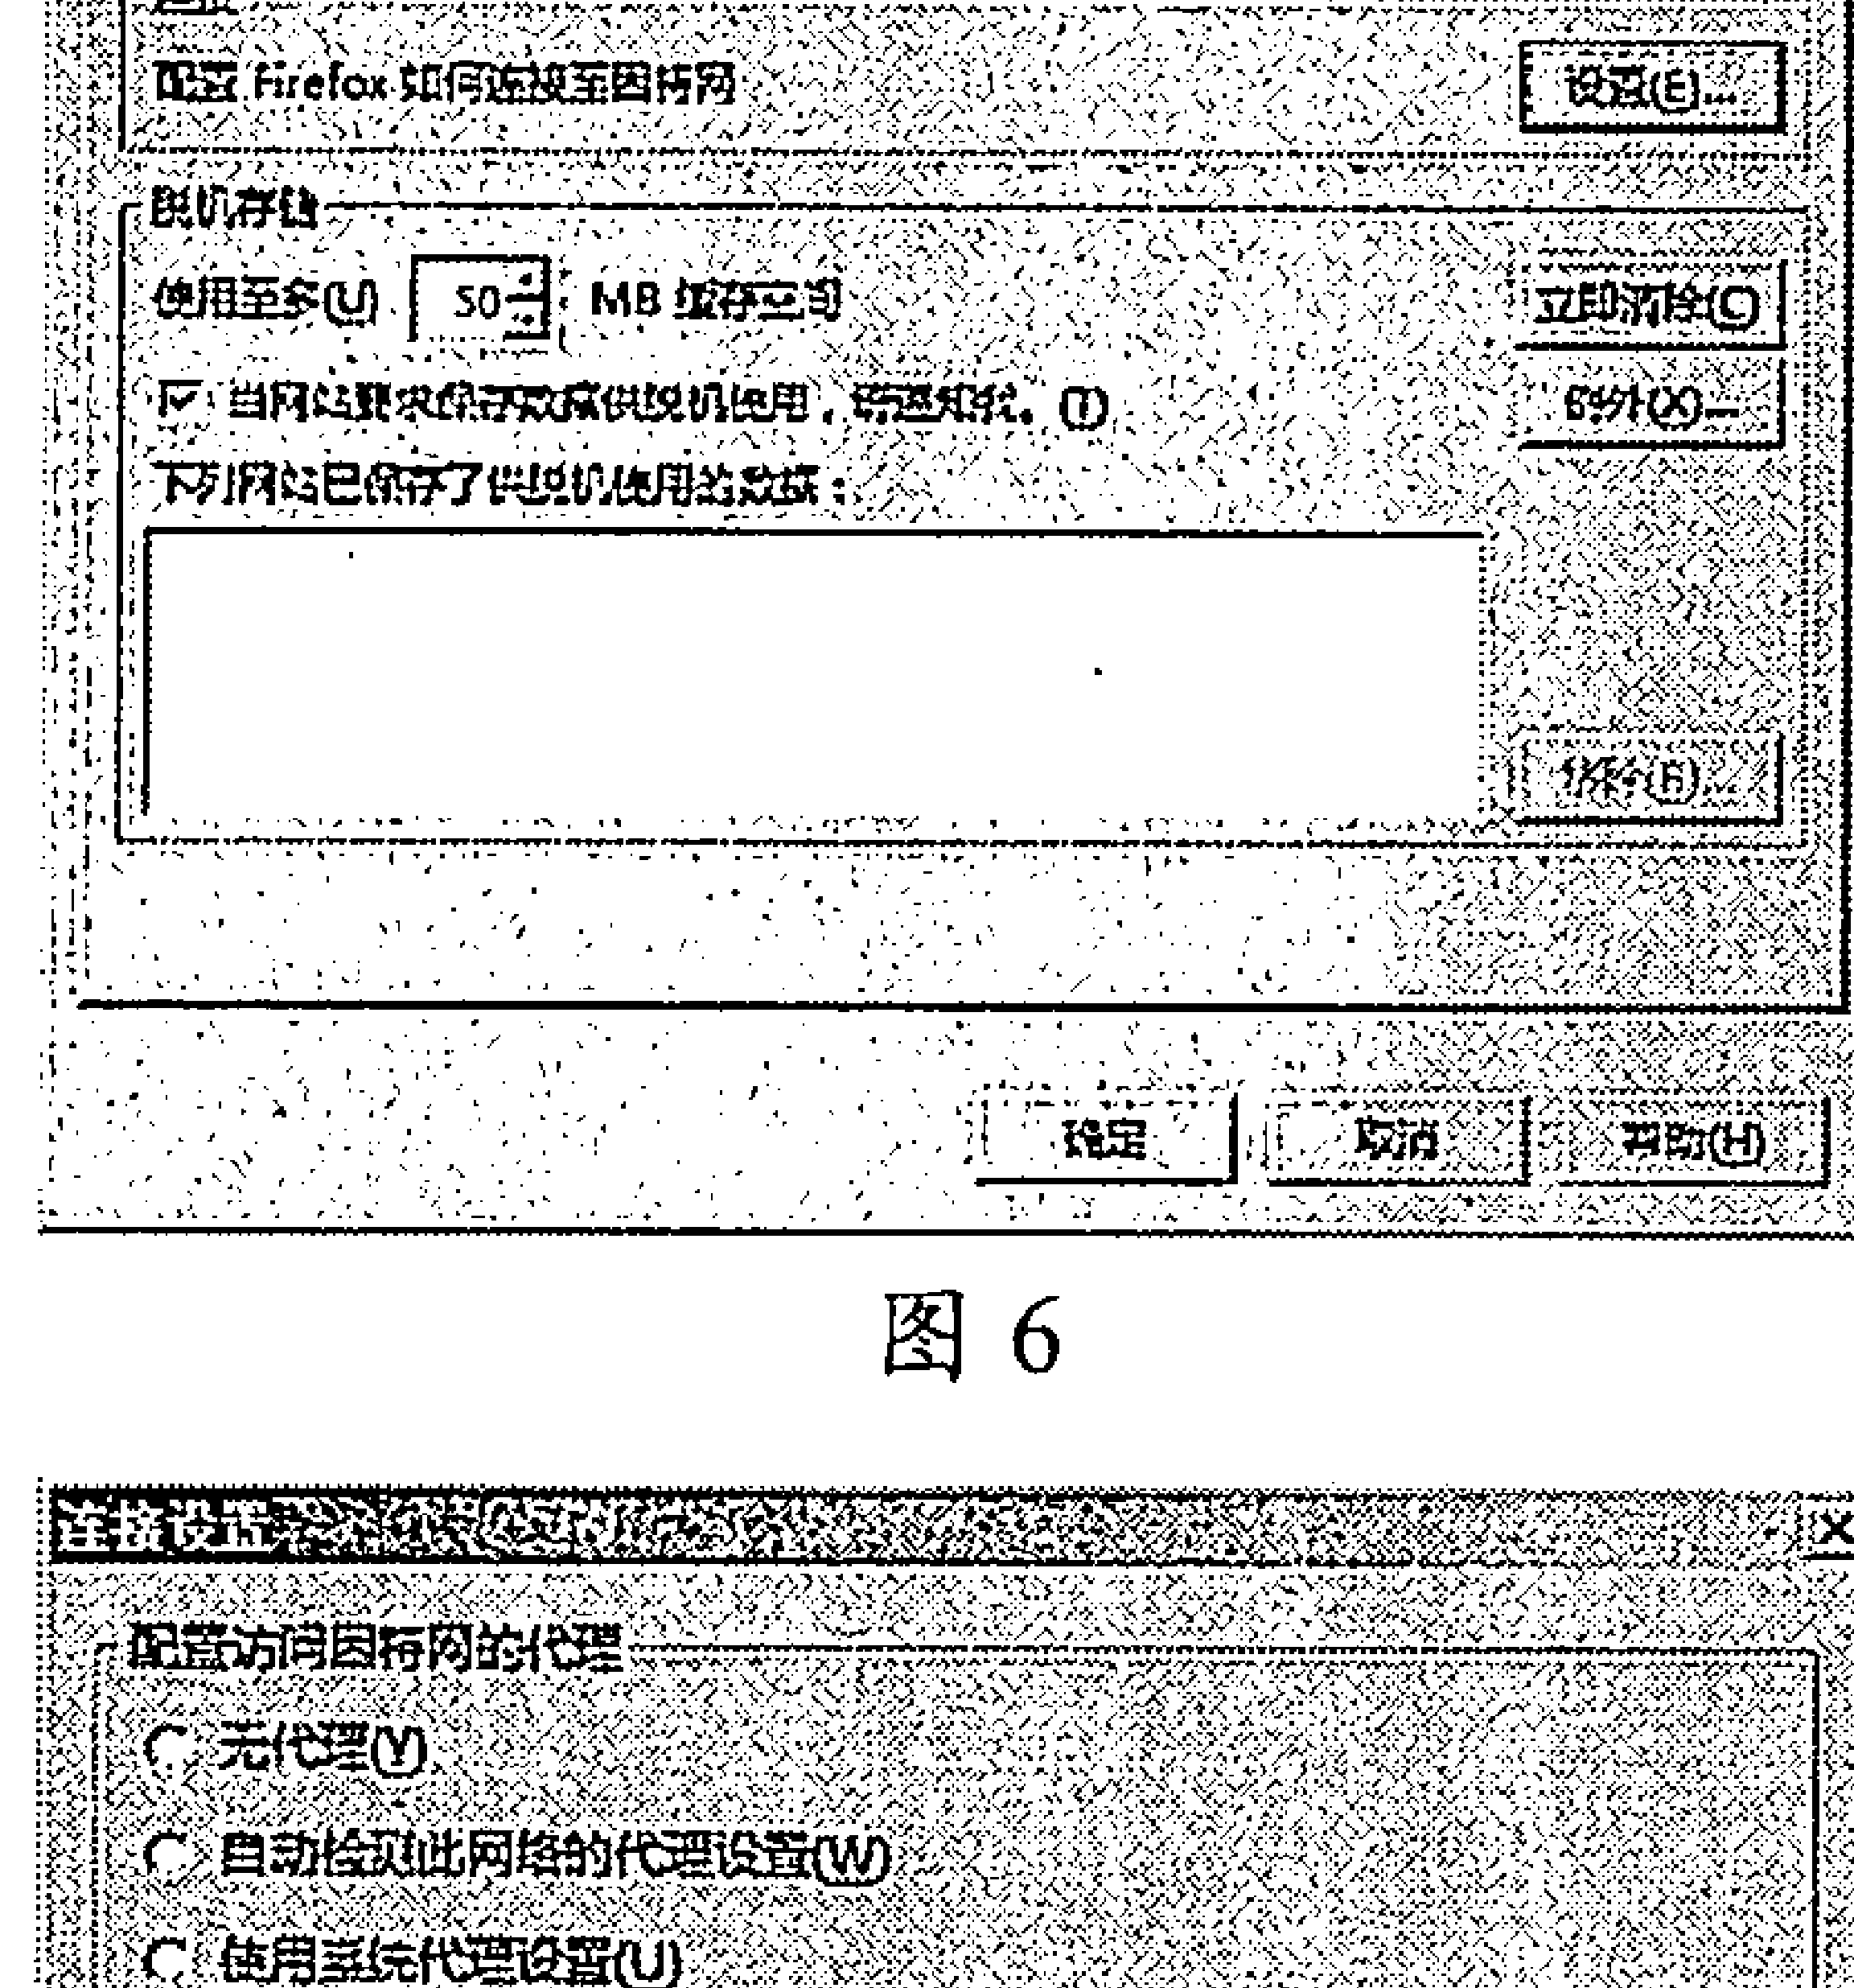 连接
配置 Firefox 如何连接至因特网
设置(E)...
脱机存储
使用至多(U) 50 MB 缓存空间
立即清除(C)
当网站要求保存数据供脱机使用，请通知我。(T)
例外(X)...
下列网站已保存了供脱机使用的数据：
移除(R)...
确定 取消 帮助(H)
图 6
连接设置
配置访问因特网的代理
无代理(Y)
自动检测此网络的代理设置(W)
使用系统代理设置(U)